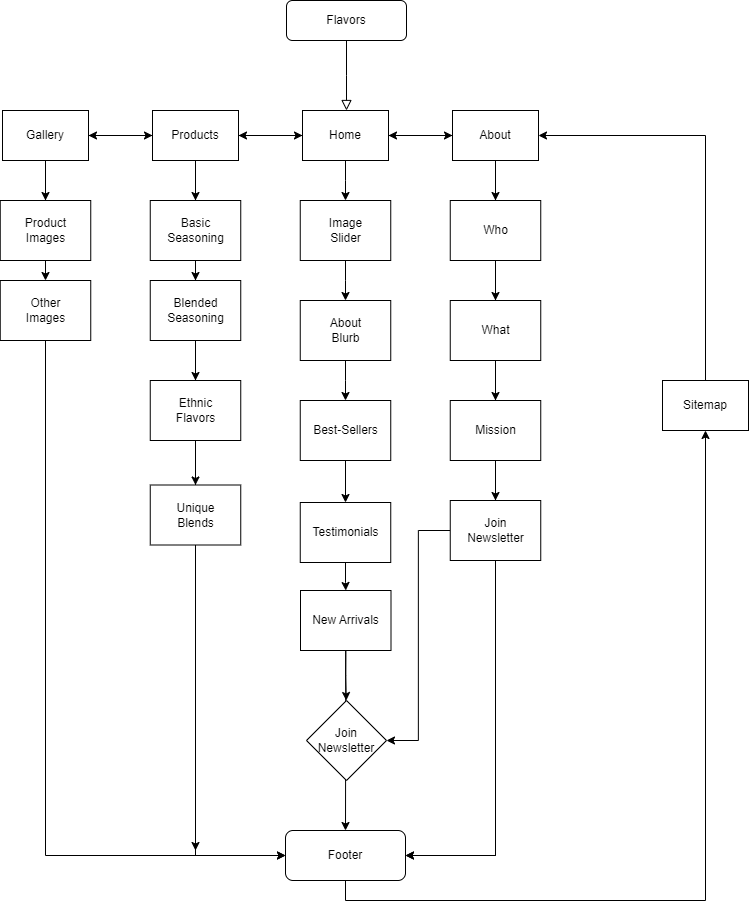 Flavors
Gallery
Products
Home
About
Product
Images
Basic
Seasoning
Image
Slider
Who
Other
Images
Blended
Seasoning
About
Blurb
What
Ethnic
Flavors
Best-Sellers
Mission
Sitemap
Unique
Blends
Testimonials
Join
Newsletter
New Arrivals
Join
Newsletter
Footer